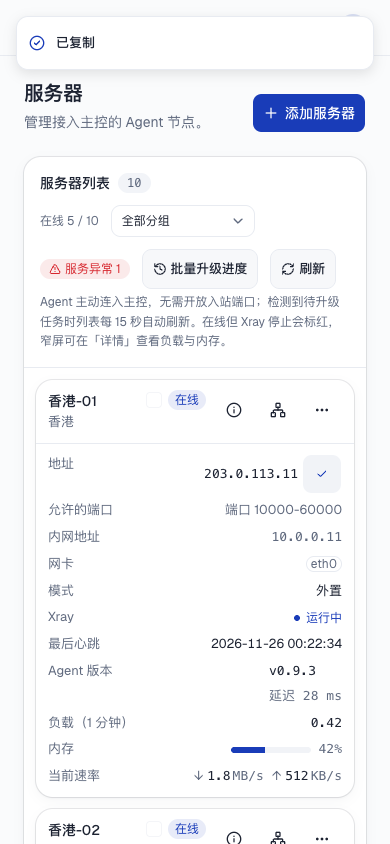 已复制
服务器
管理接入主控的 Agent 节点。
添加服务器
服务器列表 10
在线 5 / 10 全部分组
服务异常 1 批量升级进度 刷新
Agent 主动连入主控，无需开放入站端口；检测到待升级
任务时列表每 15 秒自动刷新。在线但 Xray 停止会标红，
窄屏可在「详情」查看负载与内存。
香港-01 在线
香港
地址 203.0.113.11
允许的端口 端口 10000-60000
内网地址 10.0.0.11
网卡 eth0
模式 外置
Xray 运行中
最后心跳 2026-11-26 00:22:34
Agent 版本 v0.9.3
延迟 28 ms
负载（1 分钟） 0.42
内存 42%
当前速率 ↓ 1.8 MB/s ↑ 512 KB/s
香港-02 在线